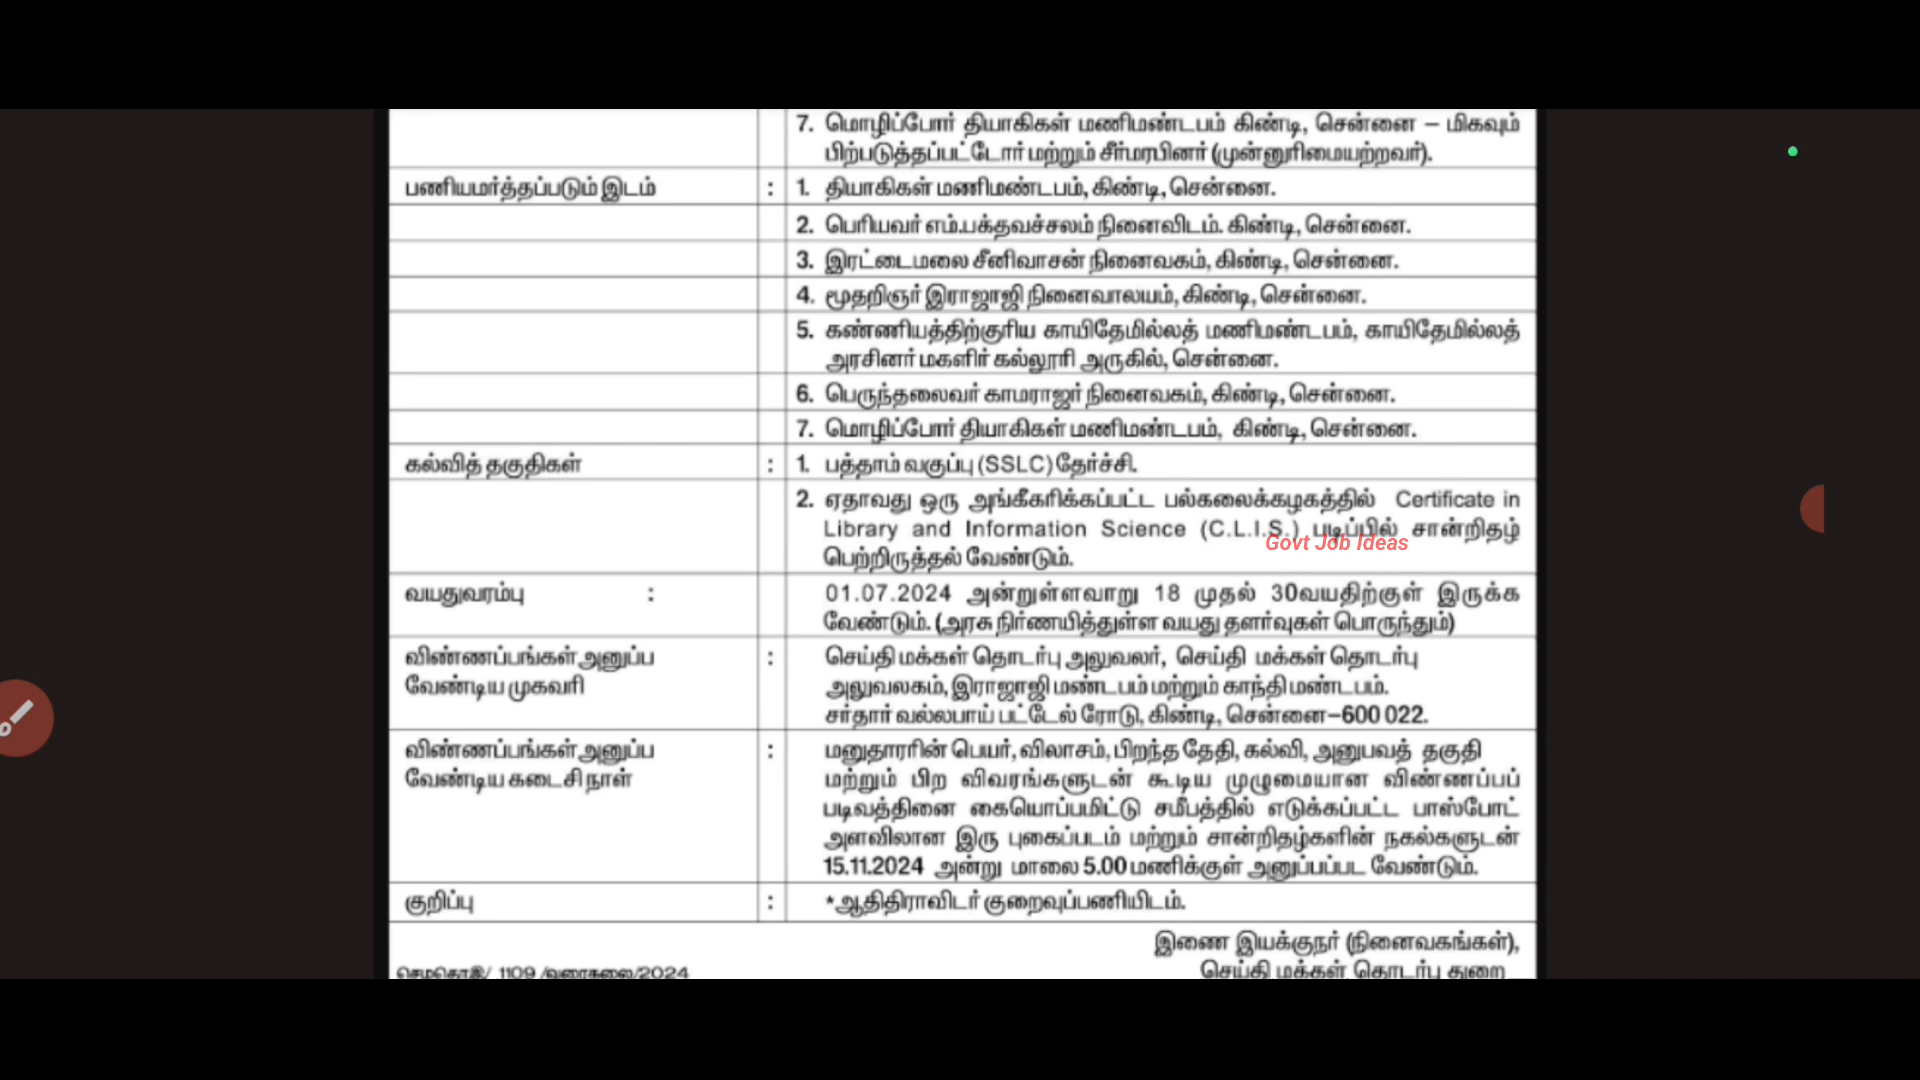 7. மொழிப்போர் தியாகிகள் மணிமண்டபம் கிண்டி, சென்னை – மிகவும்
பிற்படுத்தப்பட்டோர் மற்றும் சீர்மரபினர் (முன்னுரிமையற்றவர்).
பணியமர்த்தப்படும் இடம் : 1. தியாகிகள் மணிமண்டபம், கிண்டி, சென்னை.
2. பெரியவர் எம்.பக்தவச்சலம் நினைவிடம். கிண்டி, சென்னை.
3. இரட்டைமலை சீனிவாசன் நினைவகம், கிண்டி, சென்னை.
4. மூதறிஞர் இராஜாஜி நினைவாலயம், கிண்டி, சென்னை.
5. கண்ணியத்திற்குரிய காயிதேமில்லத் மணிமண்டபம், காயிதேமில்லத்
அரசினர் மகளிர் கல்லூரி அருகில், சென்னை.
6. பெருந்தலைவர் காமராஜர் நினைவகம், கிண்டி, சென்னை.
7. மொழிப்போர் தியாகிகள் மணிமண்டபம், கிண்டி, சென்னை.
கல்வித் தகுதிகள் : 1. பத்தாம் வகுப்பு (SSLC) தேர்ச்சி.
2. ஏதாவது ஒரு அங்கீகரிக்கப்பட்ட பல்கலைக்கழகத்தில் Certificate in
Library and Information Science (C.L.I.S.) படிப்பில் சான்றிதழ்
Govt Job Ideas
பெற்றிருத்தல் வேண்டும்.
வயதுவரம்பு : 01.07.2024 அன்றுள்ளவாறு 18 முதல் 30வயதிற்குள் இருக்க
வேண்டும். (அரசு நிர்ணயித்துள்ள வயது தளர்வுகள் பொருந்தும்)
விண்ணப்பங்கள் அனுப்ப : செய்தி மக்கள் தொடர்பு அலுவலர், செய்தி மக்கள் தொடர்பு
வேண்டிய முகவரி அலுவலகம், இராஜாஜி மண்டபம் மற்றும் காந்தி மண்டபம்.
சர்தார் வல்லபாய் பட்டேல் ரோடு, கிண்டி, சென்னை–600 022.
விண்ணப்பங்கள் அனுப்ப : மனுதாரரின் பெயர், விலாசம், பிறந்த தேதி, கல்வி, அனுபவத் தகுதி
வேண்டிய கடைசி நாள் மற்றும் பிற விவரங்களுடன் கூடிய முழுமையான விண்ணப்பப்
படிவத்தினை கையொப்பமிட்டு சமீபத்தில் எடுக்கப்பட்ட பாஸ்போட்
அளவிலான இரு புகைப்படம் மற்றும் சான்றிதழ்களின் நகல்களுடன்
15.11.2024 அன்று மாலை 5.00 மணிக்குள் அனுப்பப்பட வேண்டும்.
குறிப்பு : *ஆதிதிராவிடர் குறைவுப்பணியிடம்.
இணை இயக்குநர் (நினைவகங்கள்),
1109 /வரைகலை/2024 செய்தி மக்கள் தொடர்பு துறை